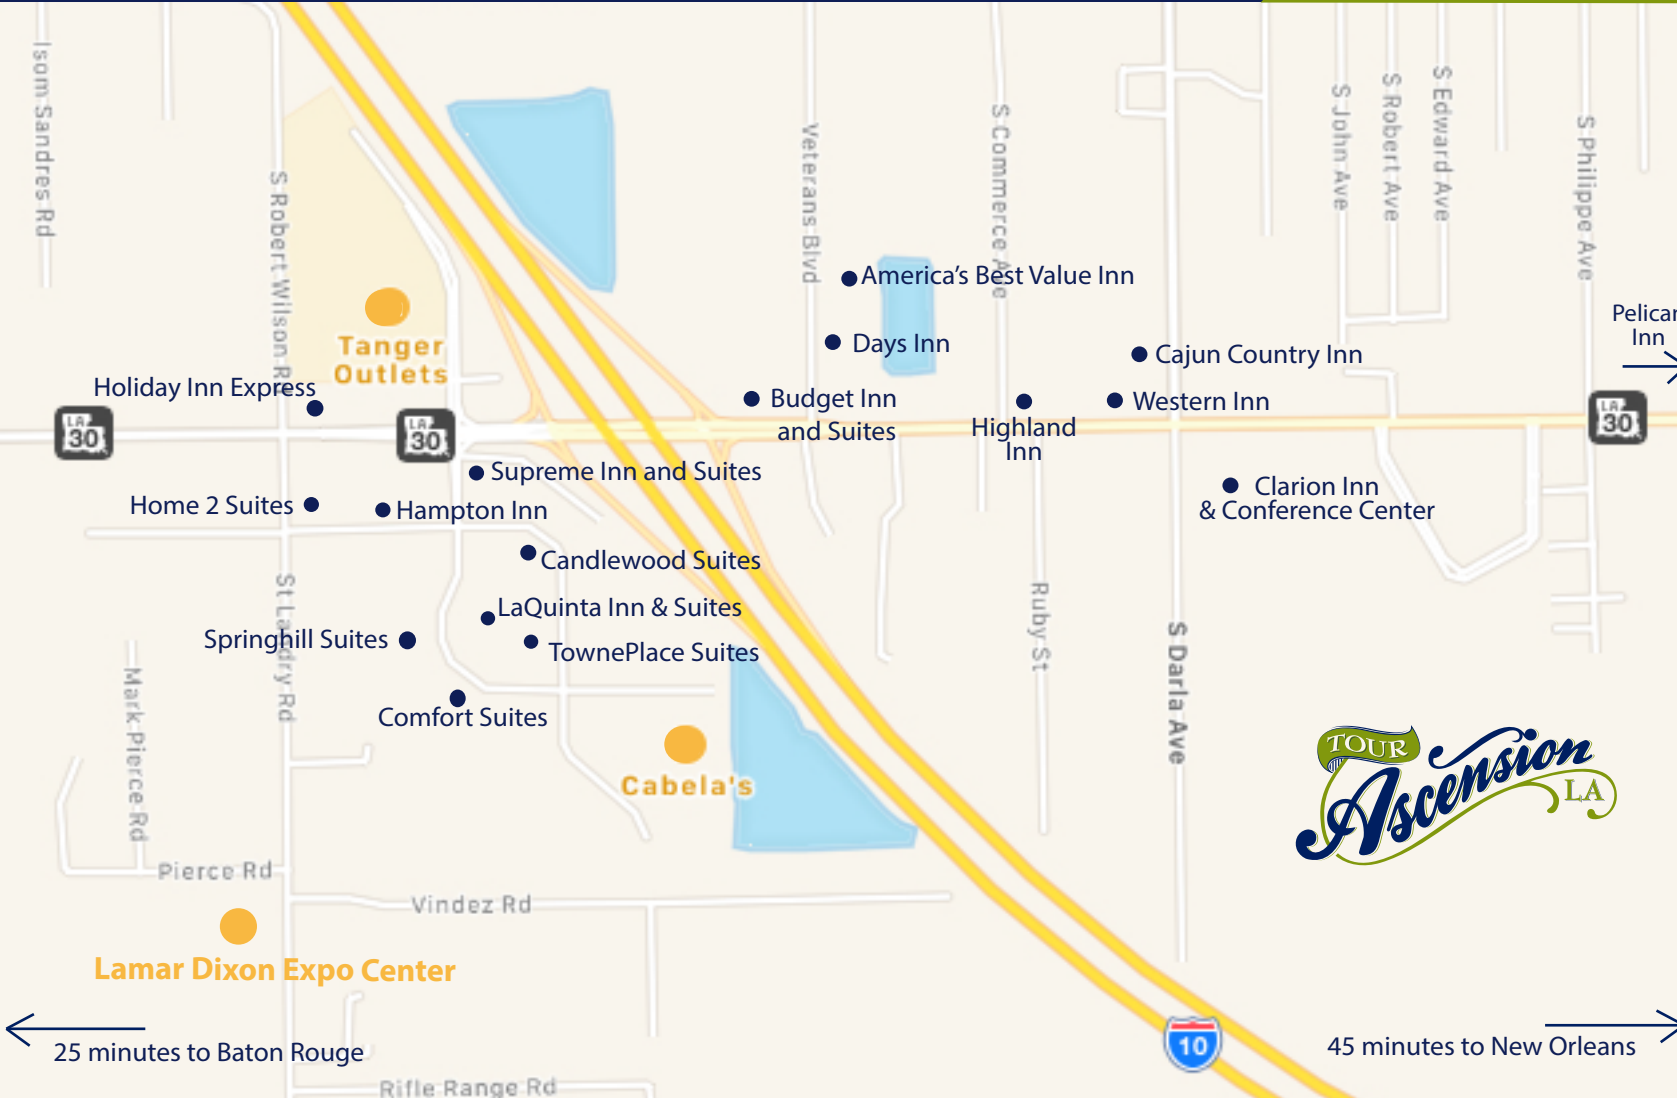 Isom Sandres Rd
S Robert Wilson Rd
Veterans Blvd
S Commerce Ave
S John Ave
S Robert Ave
S Edward Ave
S Philippe Ave
America's Best Value Inn
Tanger
Outlets
Days Inn
Cajun Country Inn
Pelican
Inn
Holiday Inn Express
Budget Inn
and Suites
Highland
Inn
Western Inn
LA
30
LA
30
LA
30
Supreme Inn and Suites
Home 2 Suites
Hampton Inn
Clarion Inn
& Conference Center
Candlewood Suites
LaQuinta Inn & Suites
Springhill Suites
TownePlace Suites
St Landry Rd
Ruby St
S Darla Ave
Mark Pierce Rd
Comfort Suites
Cabela's
TOUR
Ascension
LA
Pierce Rd
Vindez Rd
Lamar Dixon Expo Center
25 minutes to Baton Rouge
10
45 minutes to New Orleans
Rifle Range Rd